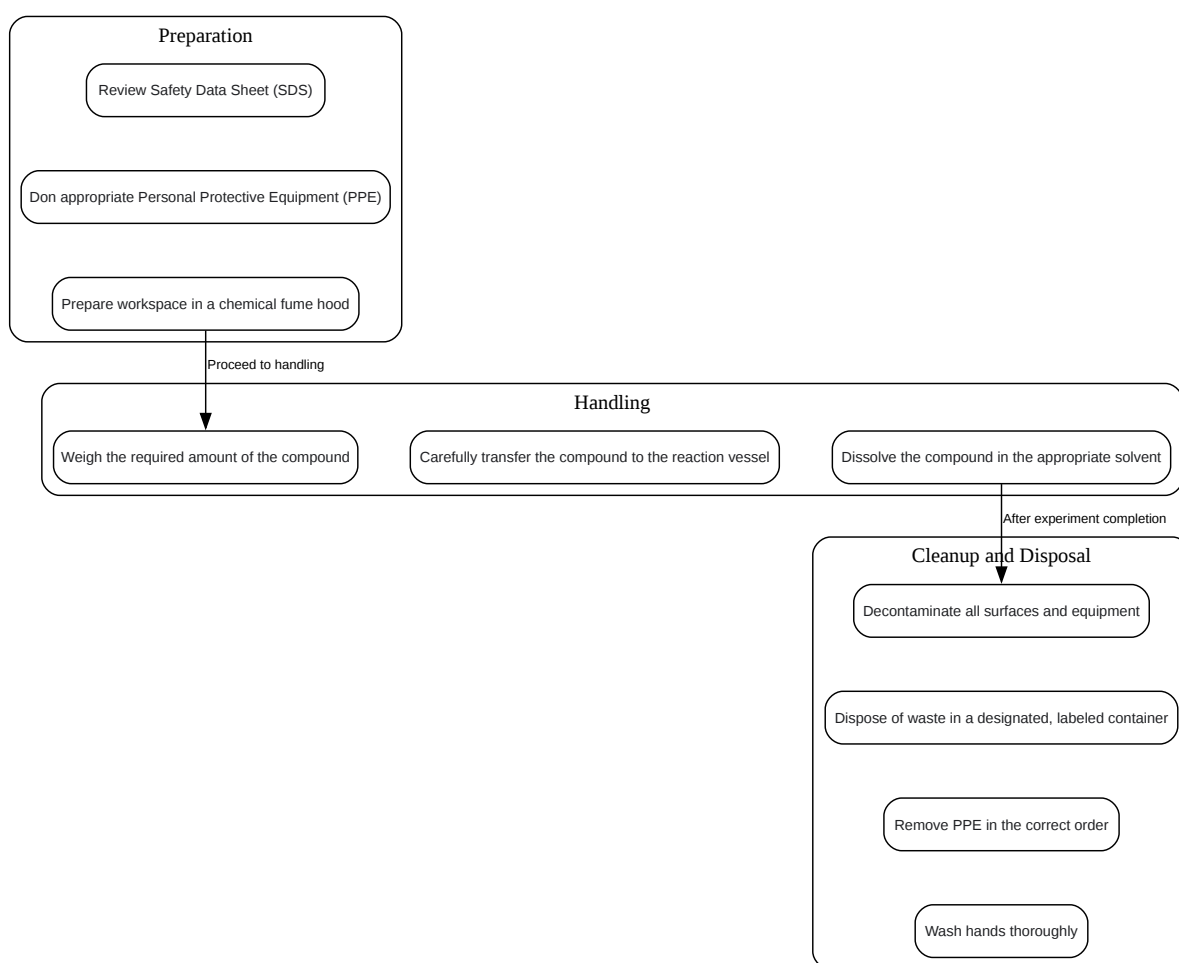 Preparation
Review Safety Data Sheet (SDS)
Don appropriate Personal Protective Equipment (PPE)
Prepare workspace in a chemical fume hood
Proceed to handling
Handling
Weigh the required amount of the compound
Carefully transfer the compound to the reaction vessel
Dissolve the compound in the appropriate solvent
After experiment completion
Cleanup and Disposal
Decontaminate all surfaces and equipment
Dispose of waste in a designated, labeled container
Remove PPE in the correct order
Wash hands thoroughly